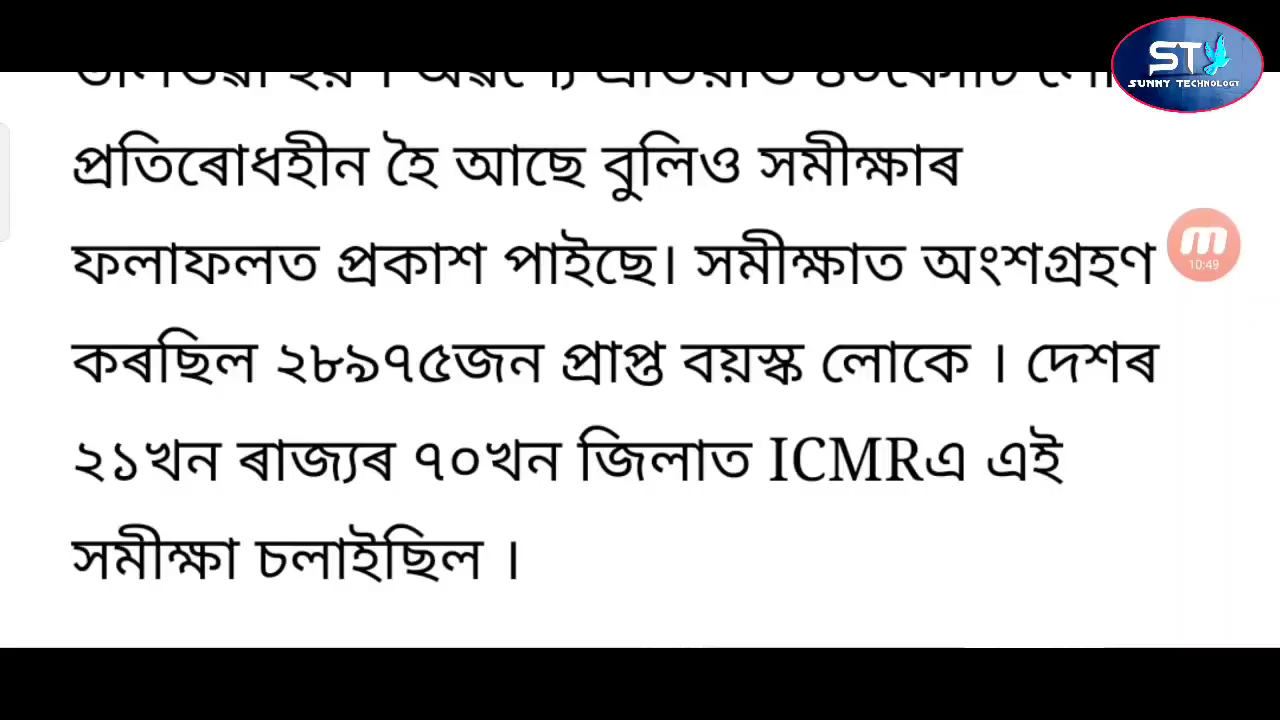 ৪০কোটি
প্ৰতিৰোধহীন হৈ আছে বুলিও সমীক্ষাৰ
ফলাফলত প্ৰকাশ পাইছে। সমীক্ষাত অংশগ্ৰহণ
কৰছিল ২৮৯৭৫জন প্ৰাপ্ত বয়স্ক লোকে । দেশৰ
২১খন ৰাজ্যৰ ৭০খন জিলাত ICMRএ এই
সমীক্ষা চলাইছিল ।
ST
SUNNY TECHNOLOGY
10:49